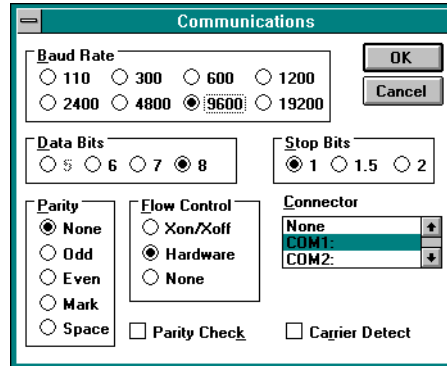 Communications
Baud Rate
110 300 600 1200
2400 4800 9600 19200
OK
Cancel
Data Bits
5 6 7 8
Stop Bits
1 1.5 2
Parity
None
Odd
Even
Mark
Space
Flow Control
Xon/Xoff
Hardware
None
Connector
None
COM1:
COM2:
Parity Check
Carrier Detect